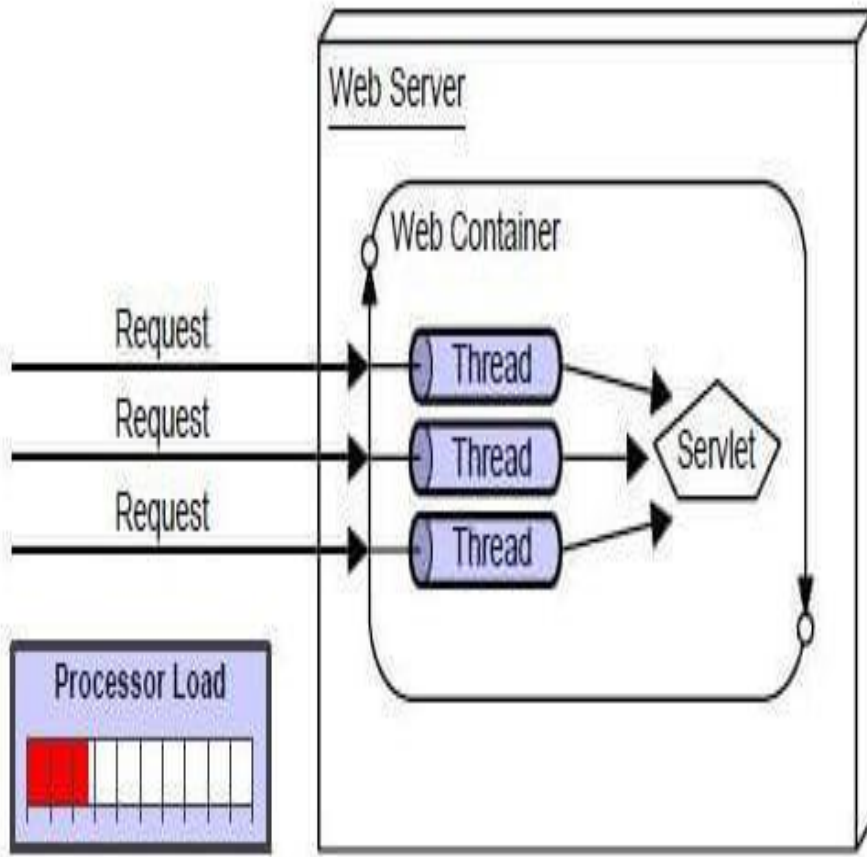 Web Server
Web Container
Request
Thread
Request
Thread
Servlet
Request
Thread
Processor Load